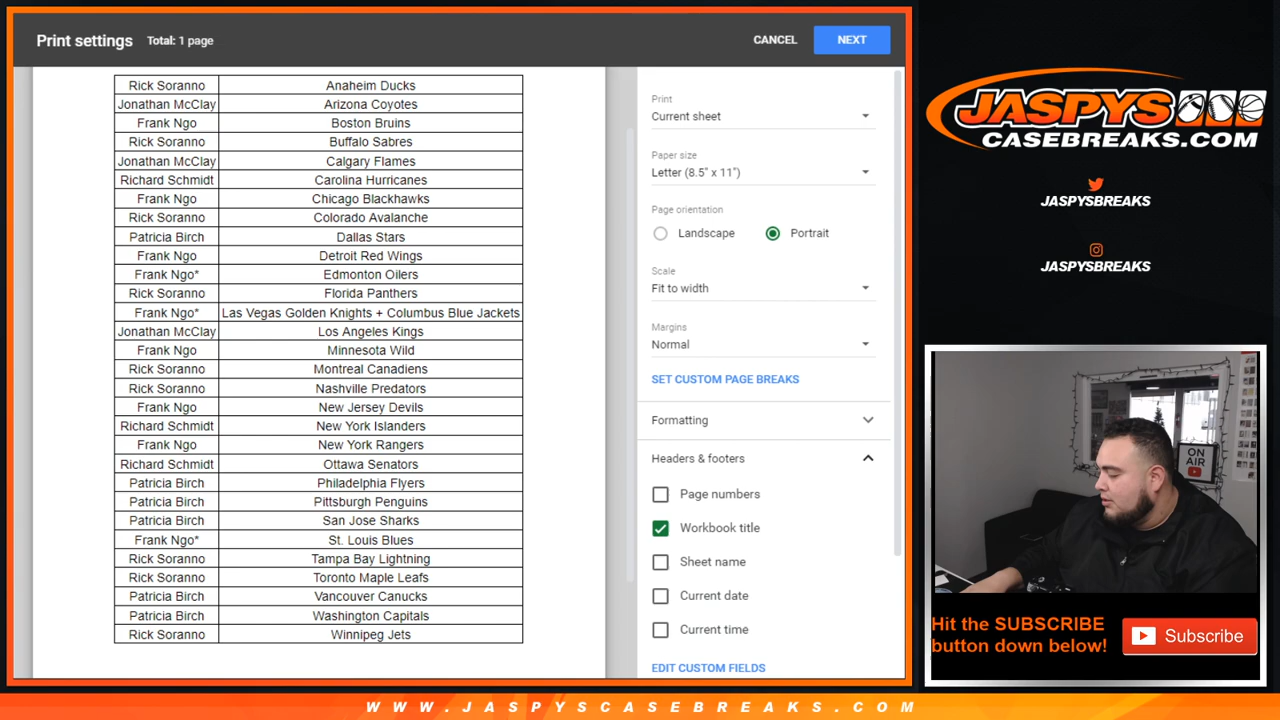 Print settings Total: 1 page CANCEL NEXT
Rick Soranno Anaheim Ducks
Jonathan McClay Arizona Coyotes
Frank Ngo Boston Bruins
Rick Soranno Buffalo Sabres
Jonathan McClay Calgary Flames
Richard Schmidt Carolina Hurricanes
Frank Ngo Chicago Blackhawks
Rick Soranno Colorado Avalanche
Patricia Birch Dallas Stars
Frank Ngo Detroit Red Wings
Frank Ngo* Edmonton Oilers
Rick Soranno Florida Panthers
Frank Ngo* Las Vegas Golden Knights + Columbus Blue Jackets
Jonathan McClay Los Angeles Kings
Frank Ngo Minnesota Wild
Rick Soranno Montreal Canadiens
Rick Soranno Nashville Predators
Frank Ngo New Jersey Devils
Richard Schmidt New York Islanders
Frank Ngo New York Rangers
Richard Schmidt Ottawa Senators
Patricia Birch Philadelphia Flyers
Patricia Birch Pittsburgh Penguins
Patricia Birch San Jose Sharks
Frank Ngo* St. Louis Blues
Rick Soranno Tampa Bay Lightning
Rick Soranno Toronto Maple Leafs
Patricia Birch Vancouver Canucks
Patricia Birch Washington Capitals
Rick Soranno Winnipeg Jets
Print
Current sheet
Paper size
Letter (8.5" x 11")
Page orientation
Landscape Portrait
Scale
Fit to width
Margins
Normal
SET CUSTOM PAGE BREAKS
Formatting
Headers & footers
Page numbers
Workbook title
Sheet name
Current date
Current time
EDIT CUSTOM FIELDS
JASPYS
CASEBREAKS.COM
JASPYSBREAKS
JASPYSBREAKS
ON
AIR
Hit the SUBSCRIBE
button down below!
Subscribe
WWW.JASPYSCASEBREAKS.COM